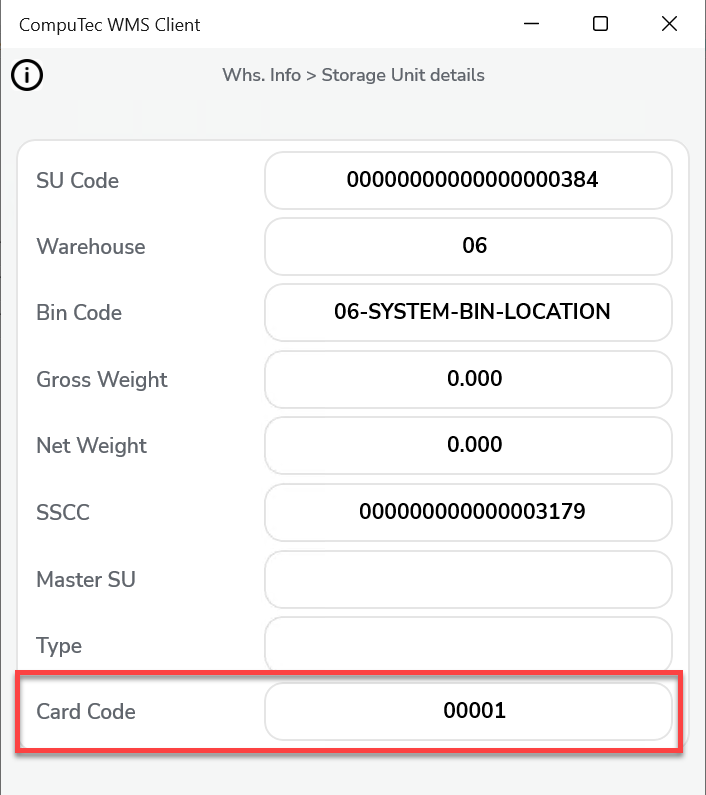 CompuTec WMS Client
Whs. Info > Storage Unit details
SU Code 00000000000000000384
Warehouse 06
Bin Code 06-SYSTEM-BIN-LOCATION
Gross Weight 0.000
Net Weight 0.000
SSCC 000000000000003179
Master SU
Type
Card Code 00001